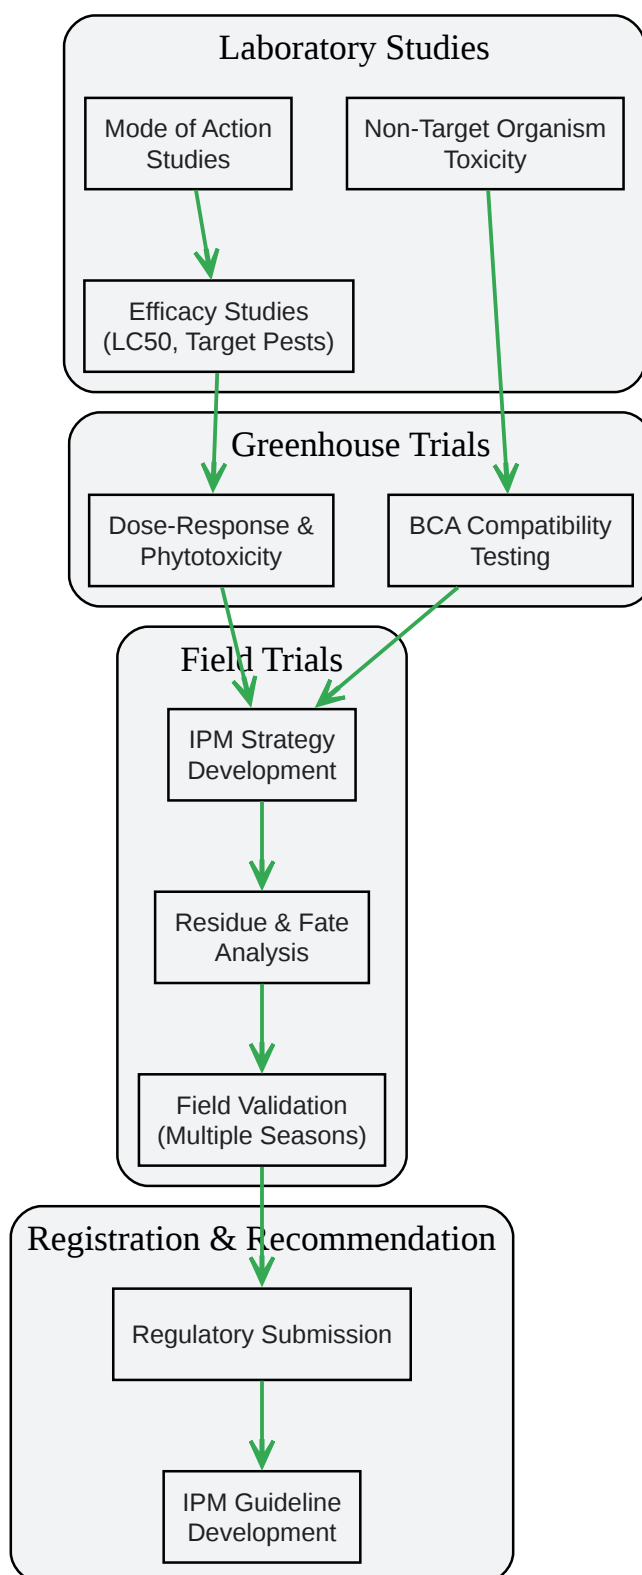 Laboratory Studies
Mode of Action
Studies
Non-Target Organism
Toxicity
Efficacy Studies
(LC50, Target Pests)
Greenhouse Trials
Dose-Response &
Phytotoxicity
BCA Compatibility
Testing
Field Trials
IPM Strategy
Development
Residue & Fate
Analysis
Field Validation
(Multiple Seasons)
Registration & Recommendation
Regulatory Submission
IPM Guideline
Development